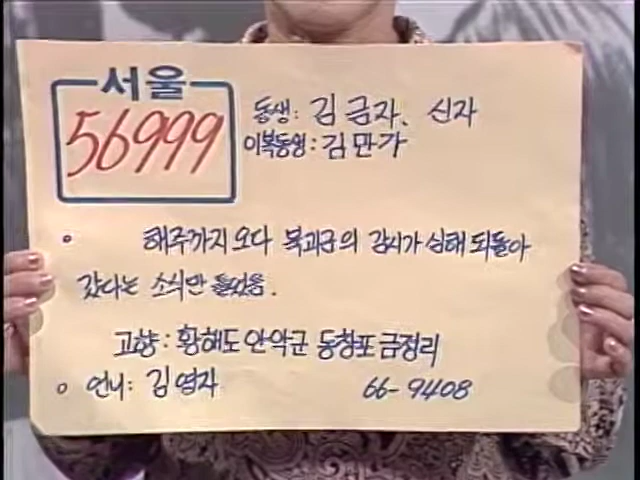 서울
56999
동생: 김금자, 신자
이복동생: 김만가
해주까지 오다 북괴군의 감시가 심해 되돌아
갔다는 소식만 들었음.
고향: 황해도 안악군 동창포 금정리
언니: 김영자 66-9408